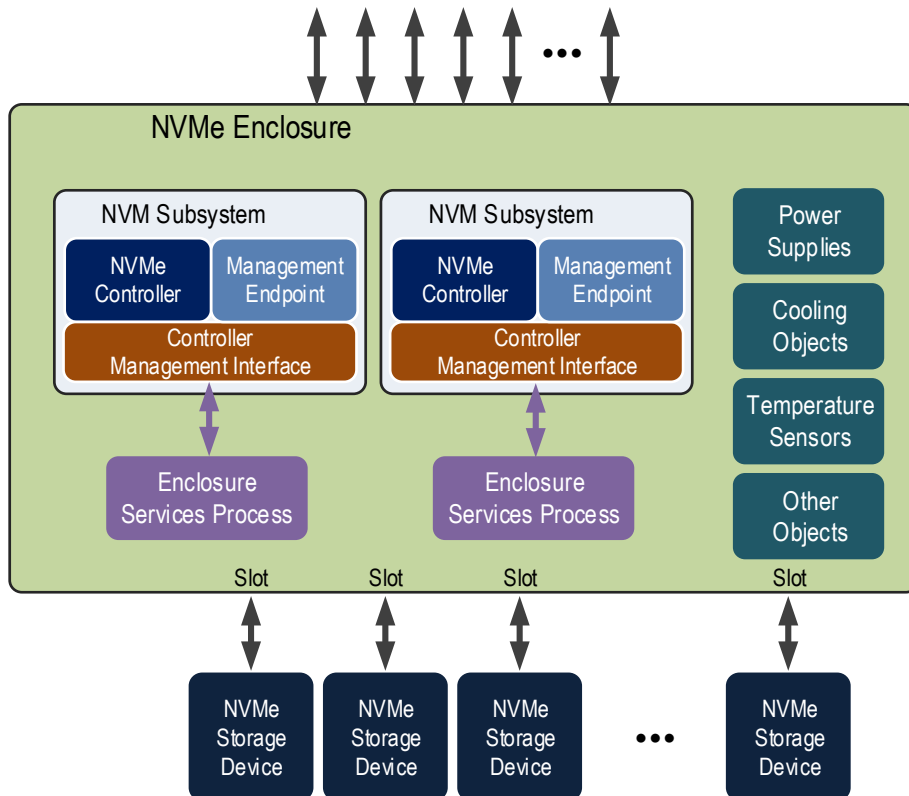 •••
NVMe Enclosure
NVM Subsystem
NVMe
Controller
Management
Endpoint
Controller
Management Interface
Enclosure
Services Process
NVM Subsystem
NVMe
Controller
Management
Endpoint
Controller
Management Interface
Enclosure
Services Process
Power
Supplies
Cooling
Objects
Temperature
Sensors
Other
Objects
Slot
Slot
Slot
Slot
NVMe
Storage
Device
NVMe
Storage
Device
NVMe
Storage
Device
•••
NVMe
Storage
Device